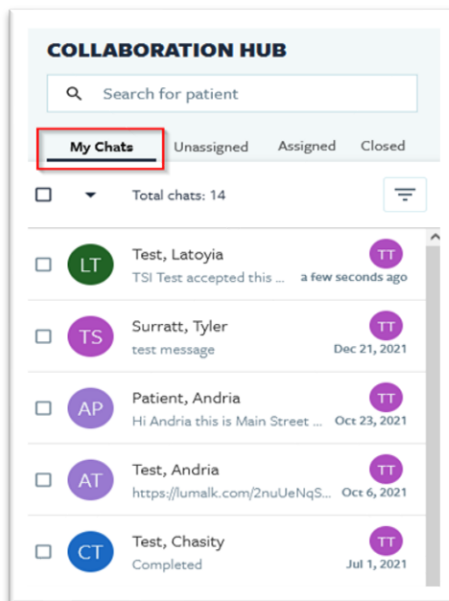 COLLABORATION HUB
Search for patient
My Chats Unassigned Assigned Closed
Total chats: 14
LT
Test, Latoyia
TT
TSI Test accepted this ... a few seconds ago
TS
Surratt, Tyler
TT
test message Dec 21, 2021
AP
Patient, Andria
TT
Hi Andria this is Main Street ... Oct 23, 2021
AT
Test, Andria
TT
https://lumalk.com/2nuUeNqS... Oct 6, 2021
CT
Test, Chasity
TT
Completed Jul 1, 2021